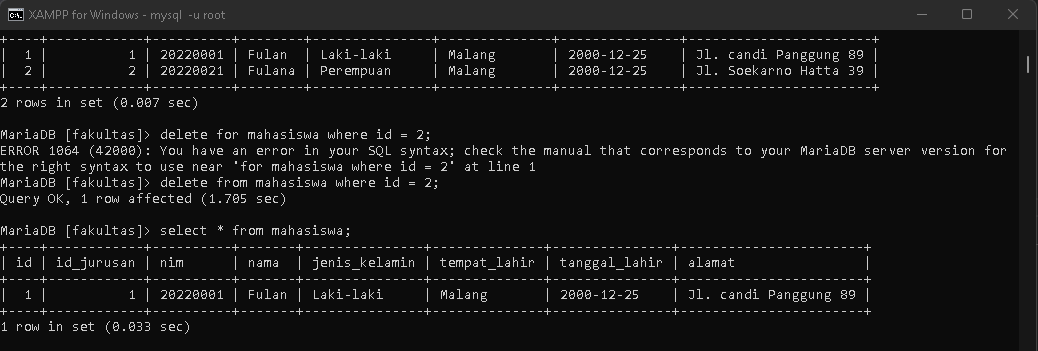 XAMPP for Windows - mysql -u root
+----+------------+----------+--------+---------------+--------------+---------------+-----------------------+
|  1 |          1 | 20220001 | Fulan  | Laki-laki     | Malang       | 2000-12-25    | Jl. candi Panggung 89 |
|  2 |          2 | 20220021 | Fulana | Perempuan     | Malang       | 2000-12-25    | Jl. Soekarno Hatta 39 |
+----+------------+----------+--------+---------------+--------------+---------------+-----------------------+
2 rows in set (0.007 sec)
MariaDB [fakultas]> delete for mahasiswa where id = 2;
ERROR 1064 (42000): You have an error in your SQL syntax; check the manual that corresponds to your MariaDB server version for
the right syntax to use near 'for mahasiswa where id = 2' at line 1
MariaDB [fakultas]> delete from mahasiswa where id = 2;
Query OK, 1 row affected (1.705 sec)
MariaDB [fakultas]> select * from mahasiswa;
+----+------------+----------+-------+---------------+--------------+---------------+-----------------------+
| id | id_jurusan | nim      | nama  | jenis_kelamin | tempat_lahir | tanggal_lahir | alamat                |
+----+------------+----------+-------+---------------+--------------+---------------+-----------------------+
|  1 |          1 | 20220001 | Fulan | Laki-laki     | Malang       | 2000-12-25    | Jl. candi Panggung 89 |
+----+------------+----------+-------+---------------+--------------+---------------+-----------------------+
1 row in set (0.033 sec)